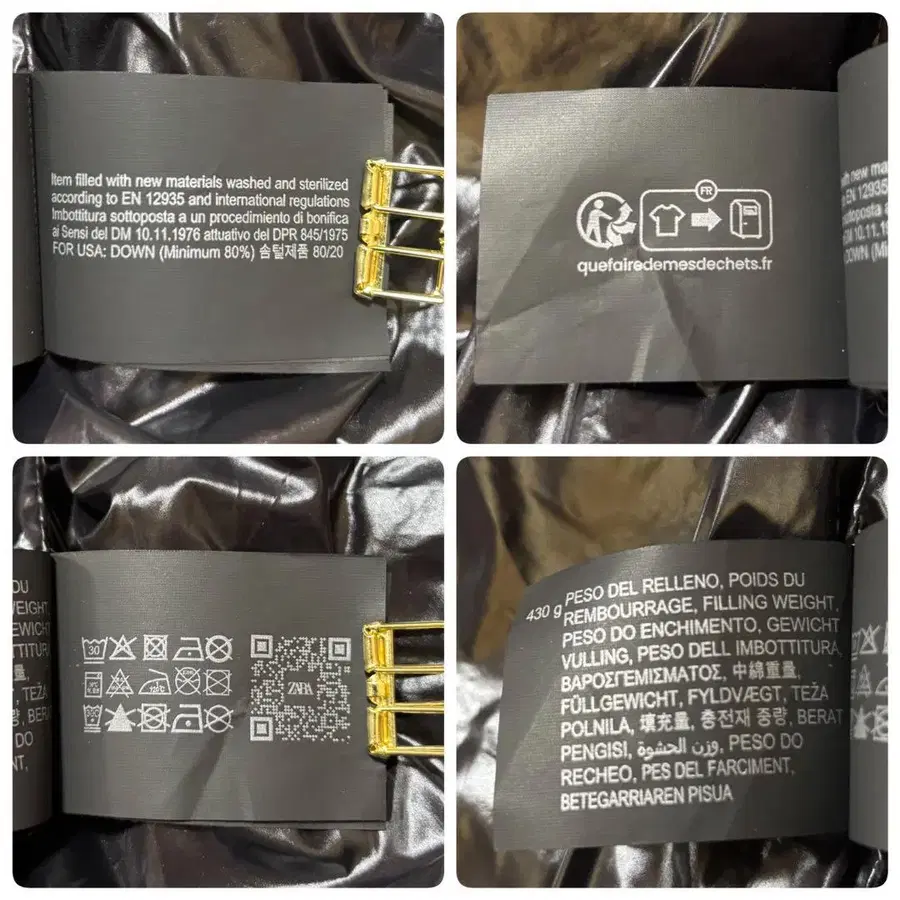 Item filled with new materials washed and sterilized
according to EN 12935 and international regulations
Imbottitura sottoposta a un procedimiento di bonifica
ai Sensi del DM 10.11.1976 attuativo del DPR 845/1975
FOR USA: DOWN (Minimum 80%) 솜털제품 80/20
FR
quefairedemesdechets.fr
30
ZARA
430 g
PESO DEL RELLENO, POIDS DU
REMBOURRAGE, FILLING WEIGHT,
PESO DO ENCHIMENTO, GEWICHT
VULLING, PESO DELL IMBOTTITURA,
ΒΑΡΟΣΓΕΜΙΣΜΑΤΟΣ, 中綿重量,
FÜLLGEWICHT, FYLDVÆGT, TEŽA
POLNILA, 填充量, 충전재 중량, BERAT
PENGISI, وزن الحشوة, PESO DO
RECHEO, PES DEL FARCIMENT,
BETEGARRIAREN PISUA